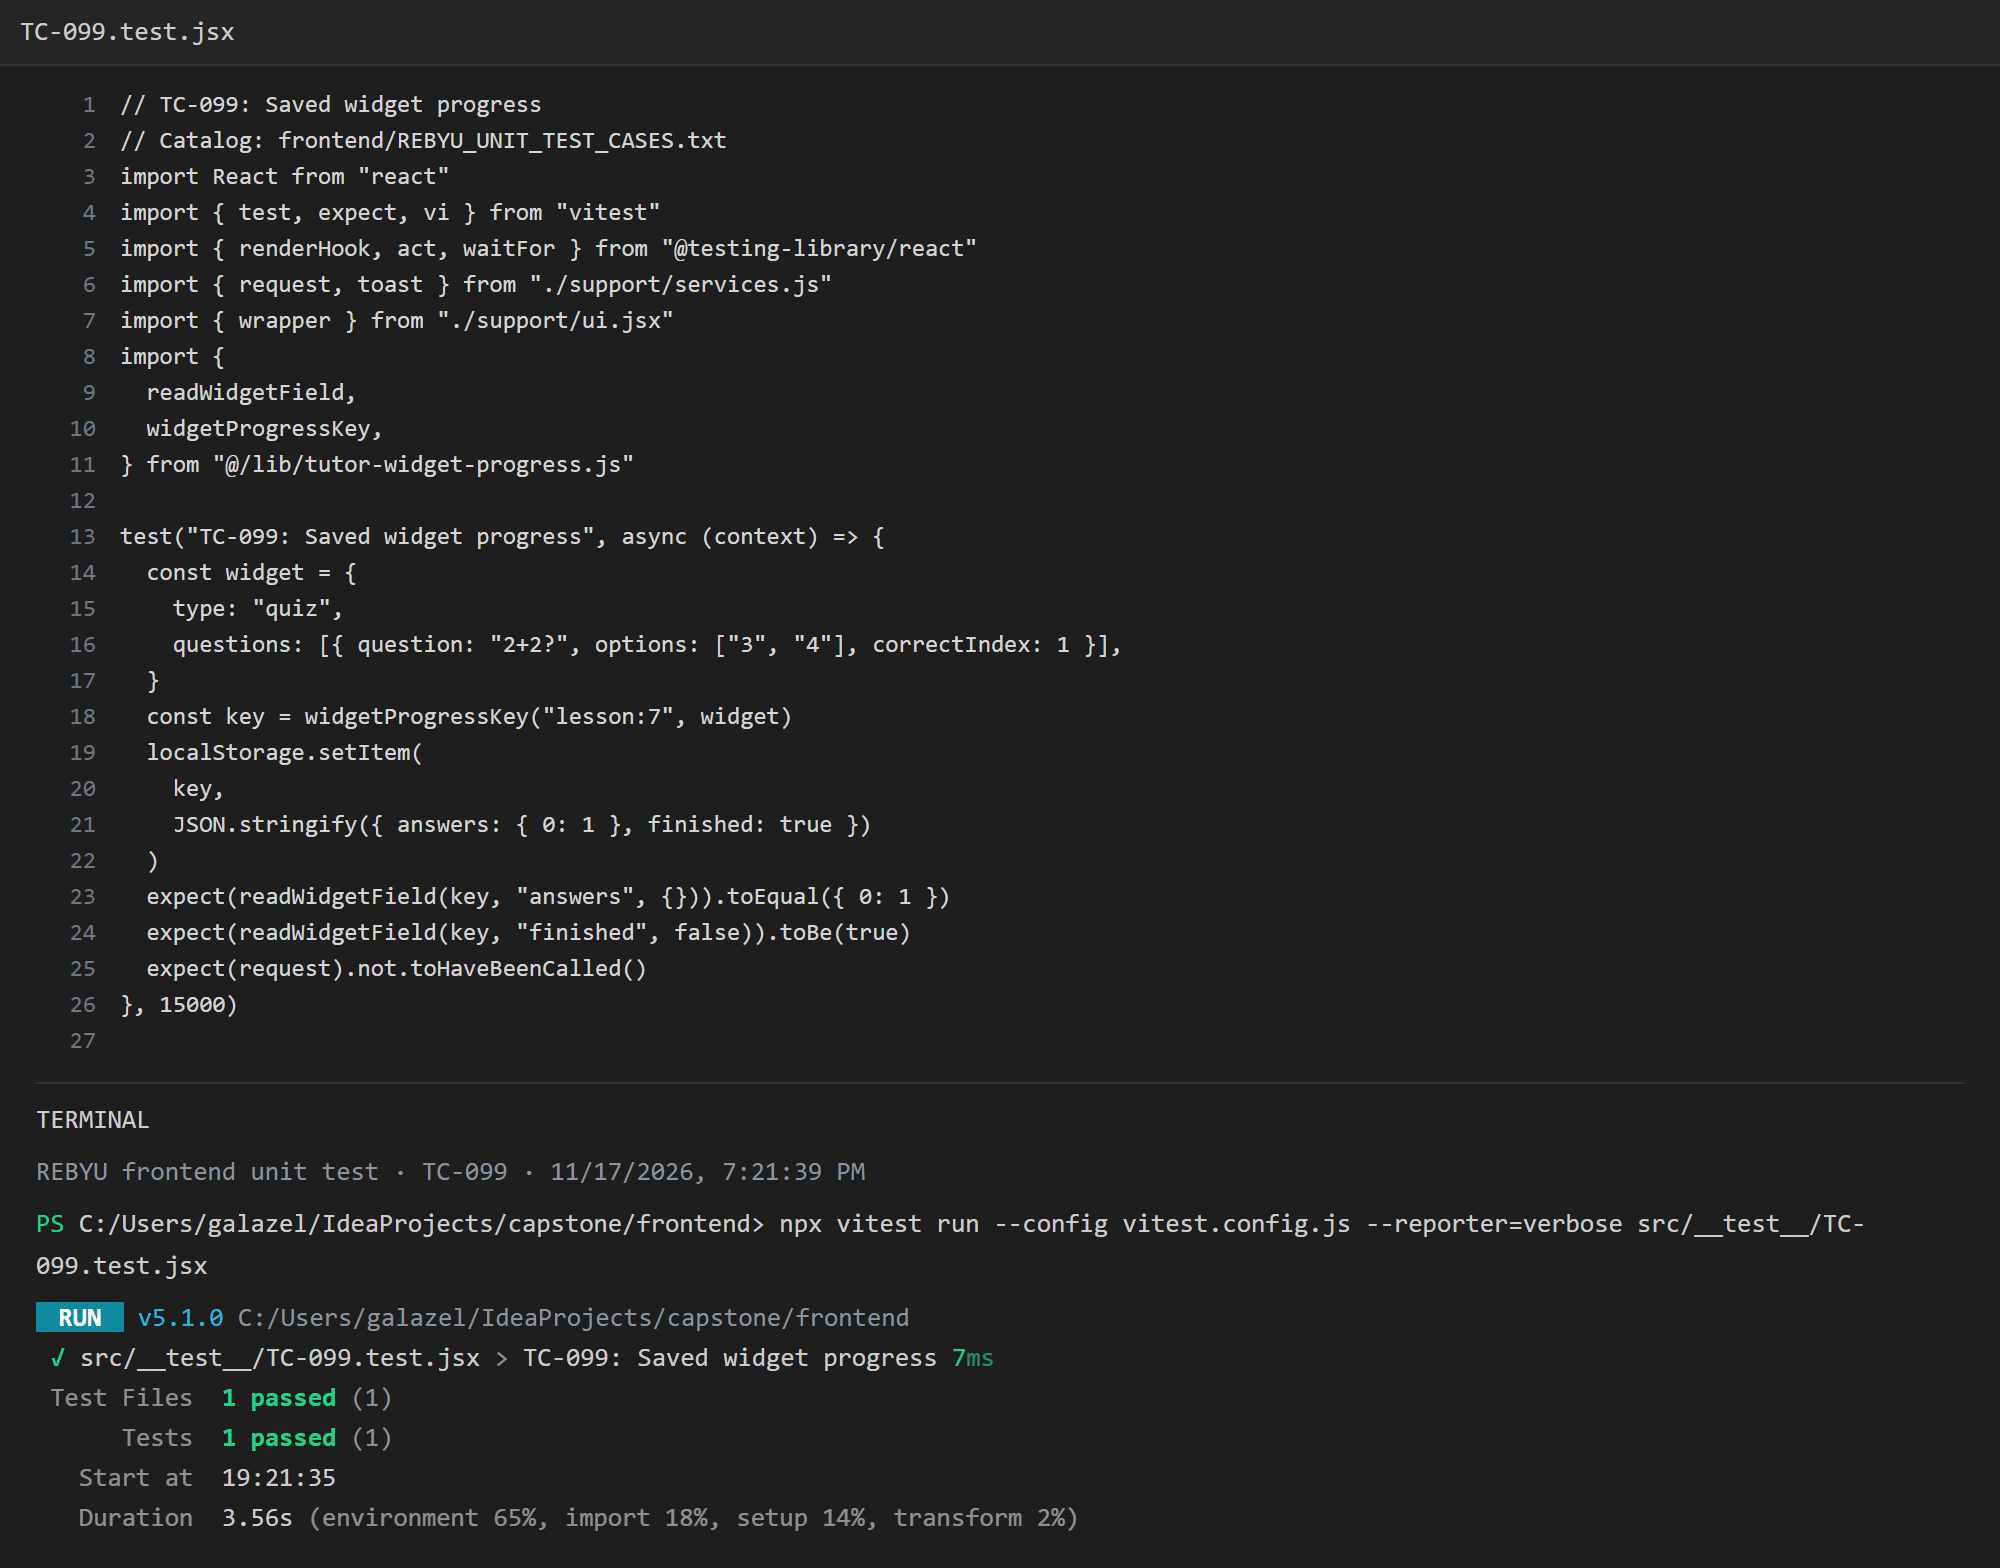 TC-099.test.jsx
1 // TC-099: Saved widget progress
2 // Catalog: frontend/REBYU_UNIT_TEST_CASES.txt
3 import React from "react"
4 import { test, expect, vi } from "vitest"
5 import { renderHook, act, waitFor } from "@testing-library/react"
6 import { request, toast } from "./support/services.js"
7 import { wrapper } from "./support/ui.jsx"
8 import {
9   readWidgetField,
10   widgetProgressKey,
11 } from "@/lib/tutor-widget-progress.js"
12
13 test("TC-099: Saved widget progress", async (context) => {
14   const widget = {
15     type: "quiz",
16     questions: [{ question: "2+2?", options: ["3", "4"], correctIndex: 1 }],
17   }
18   const key = widgetProgressKey("lesson:7", widget)
19   localStorage.setItem(
20     key,
21     JSON.stringify({ answers: { 0: 1 }, finished: true })
22   )
23   expect(readWidgetField(key, "answers", {})).toEqual({ 0: 1 })
24   expect(readWidgetField(key, "finished", false)).toBe(true)
25   expect(request).not.toHaveBeenCalled()
26 }, 15000)
27
TERMINAL
REBYU frontend unit test · TC-099 · 11/17/2026, 7:21:39 PM
PS C:/Users/galazel/IdeaProjects/capstone/frontend> npx vitest run --config vitest.config.js --reporter=verbose src/__test__/TC-
099.test.jsx
RUN v5.1.0 C:/Users/galazel/IdeaProjects/capstone/frontend
✓ src/__test__/TC-099.test.jsx > TC-099: Saved widget progress 7ms
Test Files 1 passed (1)
Tests 1 passed (1)
Start at 19:21:35
Duration 3.56s (environment 65%, import 18%, setup 14%, transform 2%)